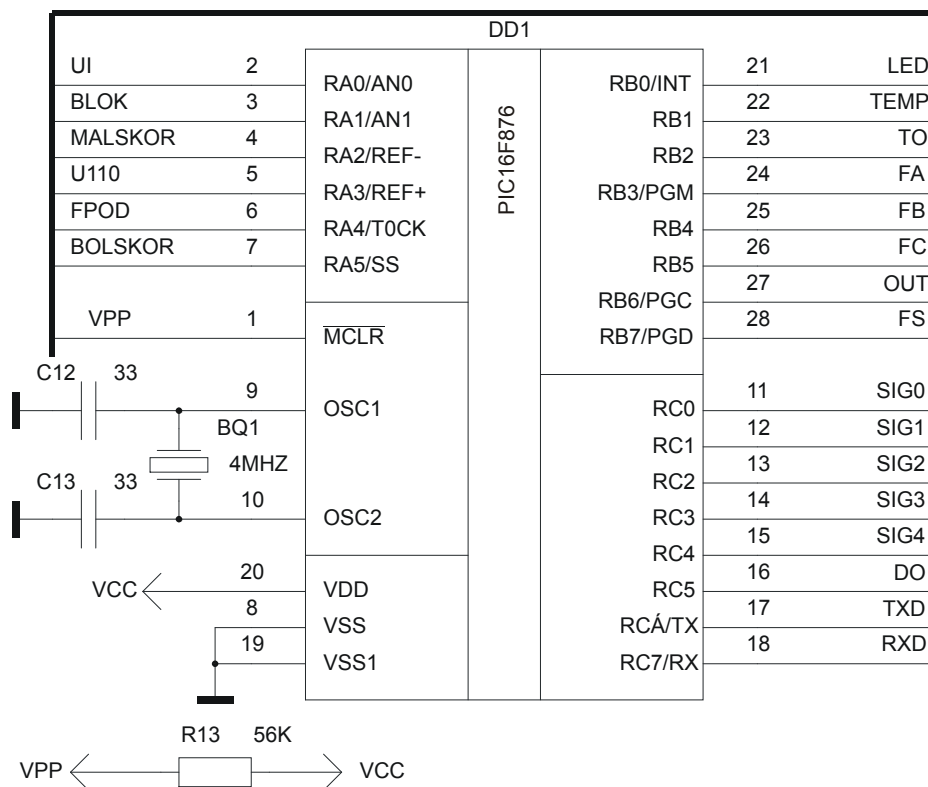 DD1
UI 2 RA0/AN0 RB0/INT 21 LED
BLOK 3 RA1/AN1 RB1 22 TEMP
MALSKOR 4 RA2/REF- RB2 23 TO
U110 5 RA3/REF+ RB3/PGM 24 FA
FPOD 6 RA4/T0CK RB4 25 FB
BOLSKOR 7 RA5/SS RB5 26 FC
PIC16F876
RB6/PGC 27 OUT
VPP 1 MCLR RB7/PGD 28 FS
C12 33
9 OSC1 RC0 11 SIG0
BQ1 RC1 12 SIG1
4MHZ RC2 13 SIG2
C13 33
10 OSC2 RC3 14 SIG3
RC4 15 SIG4
VCC 20 VDD RC5 16 DO
8 VSS RCÁ/TX 17 TXD
19 VSS1 RC7/RX 18 RXD
R13 56K
VPP VCC